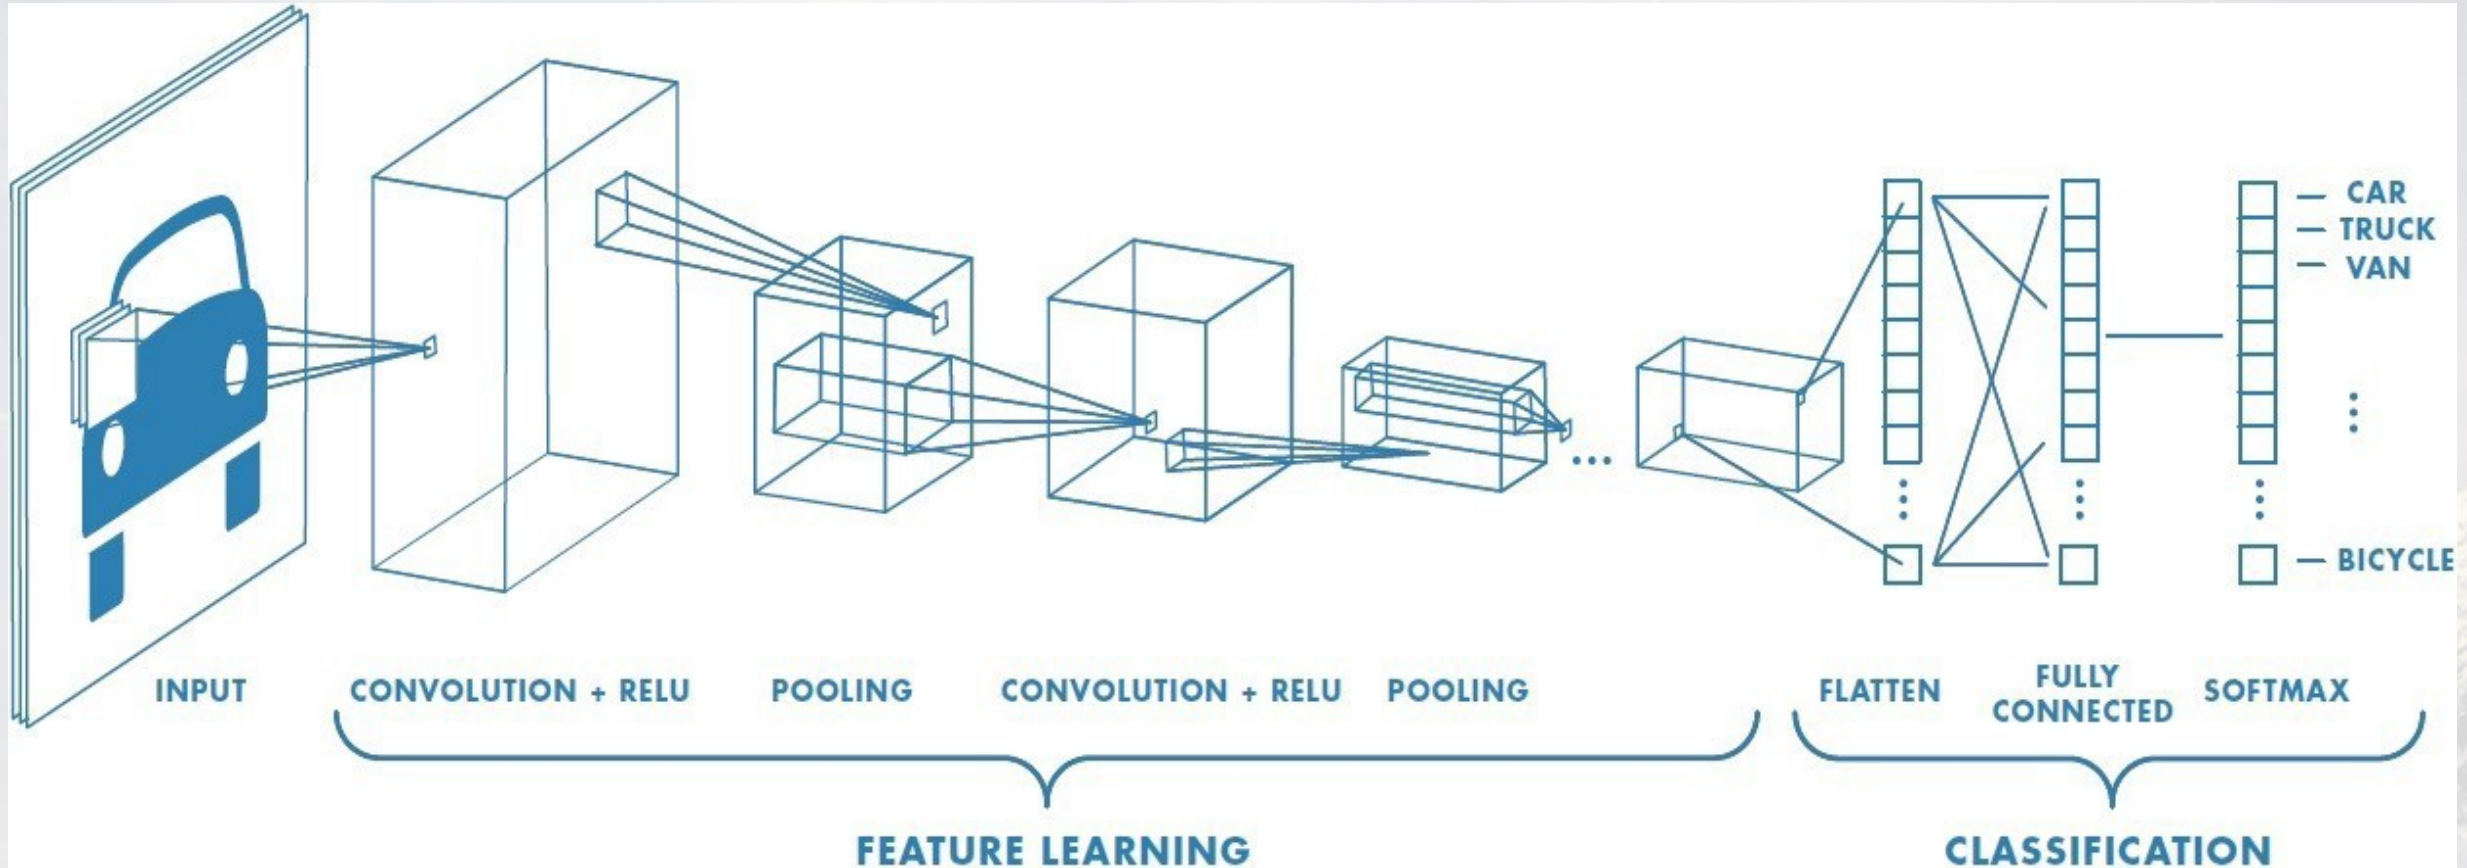 CAR
TRUCK
VAN
BICYCLE
INPUT
CONVOLUTION + RELU
POOLING
CONVOLUTION + RELU
POOLING
FLATTEN
FULLY
CONNECTED
SOFTMAX
FEATURE LEARNING
CLASSIFICATION